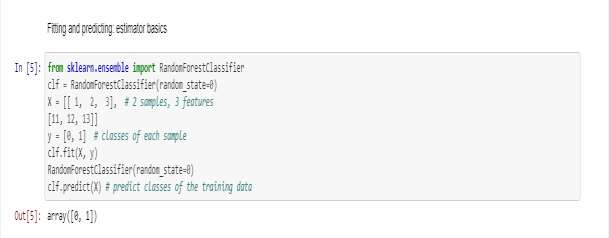 Fitting and predicting: estimator basics
In [5]: from sklearn.ensemble import RandomForestClassifier
clf = RandomForestClassifier(random_state=0)
X = [[ 1,  2,  3],  # 2 samples, 3 features
[11, 12, 13]]
y = [0, 1]  # classes of each sample
clf.fit(X, y)
RandomForestClassifier(random_state=0)
clf.predict(X) # predict classes of the training data
Out[5]: array([0, 1])